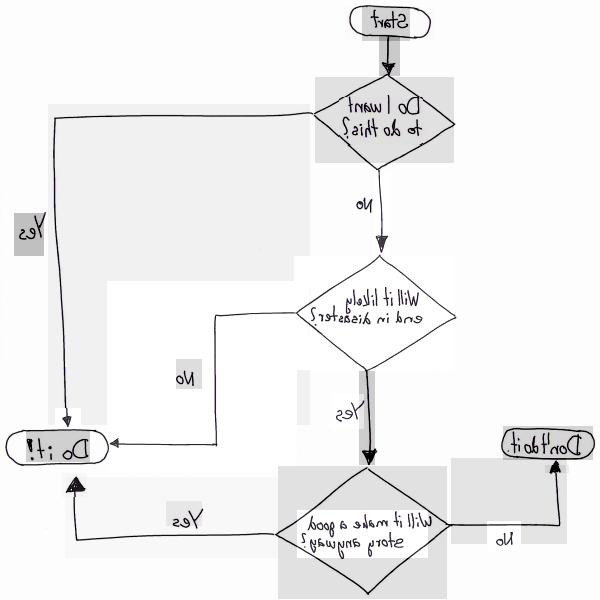 Start
Do I want
to do this?
No
Yes
Will it likely
end in disaster?
No
Yes
Do it!
Don't do it
Will it make a good
story anyway?
Yes
No